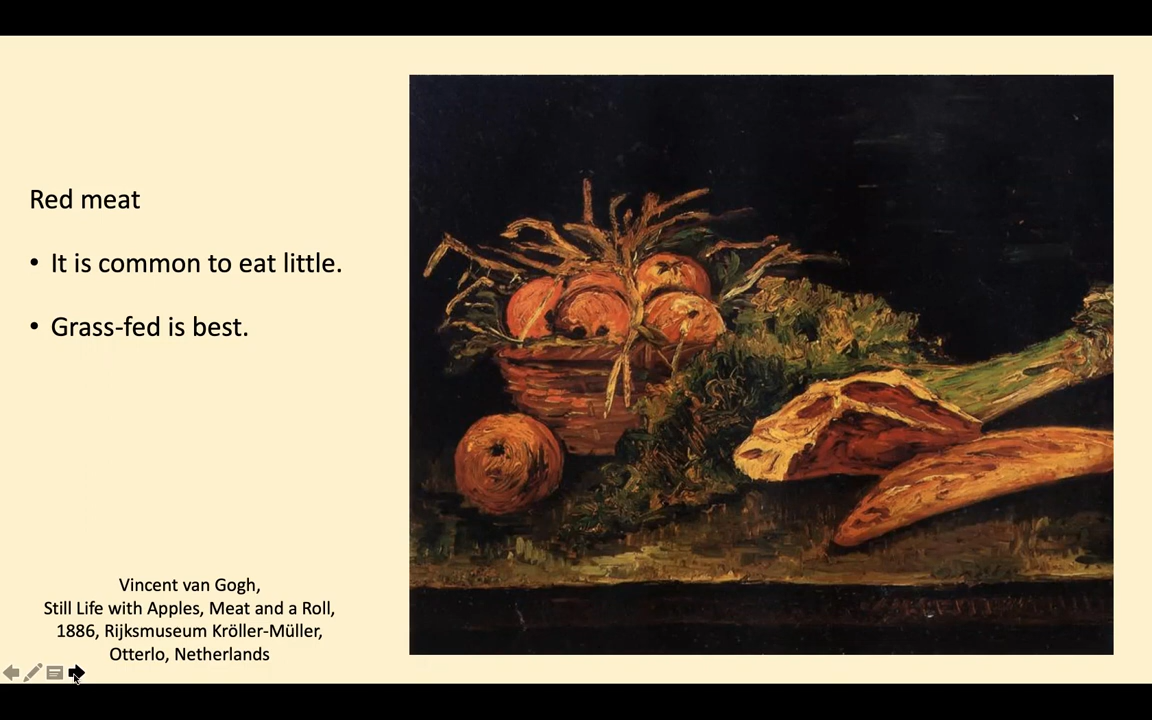 Red meat
• It is common to eat little.
• Grass-fed is best.
Vincent van Gogh,
Still Life with Apples, Meat and a Roll,
1886, Rijksmuseum Kröller-Müller,
Otterlo, Netherlands